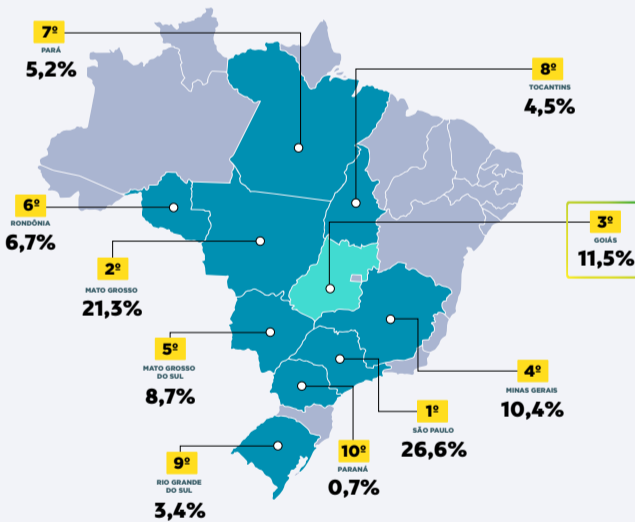 7º
PARÁ
5,2%
8º
TOCANTINS
4,5%
6º
RONDÔNIA
6,7%
3º
GOIÁS
11,5%
2º
MATO GROSSO
21,3%
5º
MATO GROSSO
DO SUL
8,7%
4º
MINAS GERAIS
10,4%
1º
SÃO PAULO
26,6%
10º
PARANÁ
0,7%
9º
RIO GRANDE
DO SUL
3,4%